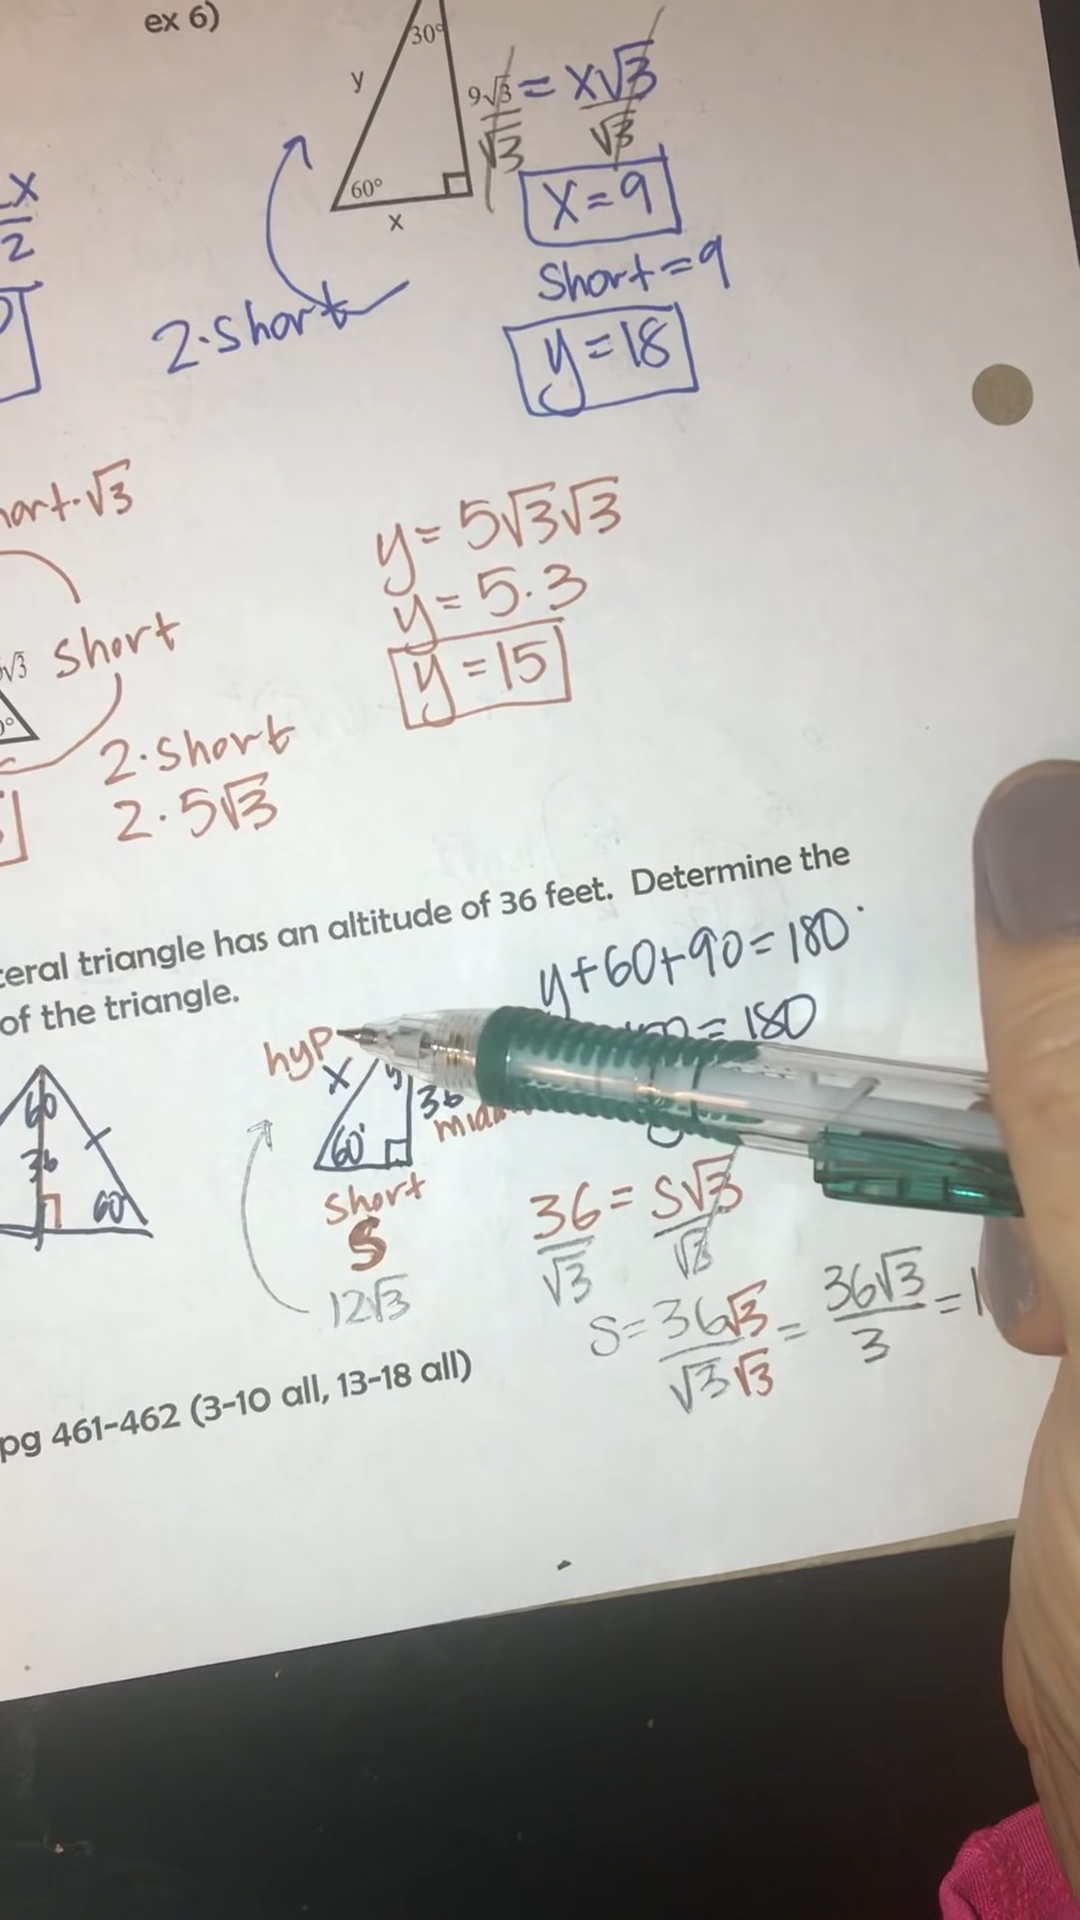 ex 6)
30°
y
9√3 = x√3
√3 √3
60°
x
x = 9
x
2
Short = 9
2·short
y = 18
√3
y = 5√3√3
y = 5·3
√3 short
y = 15
2·short
2·5√3
triangle has an altitude of 36 feet. Determine the
of the triangle.
y + 60 + 90 = 180
= 180
hyp
x y 36
60
36
60
60°
short
S
12√3
36 = S√3
√3 √3
S = 36√3 = 36√3 =
√3√3 3
pg 461-462 (3-10 all, 13-18 all)